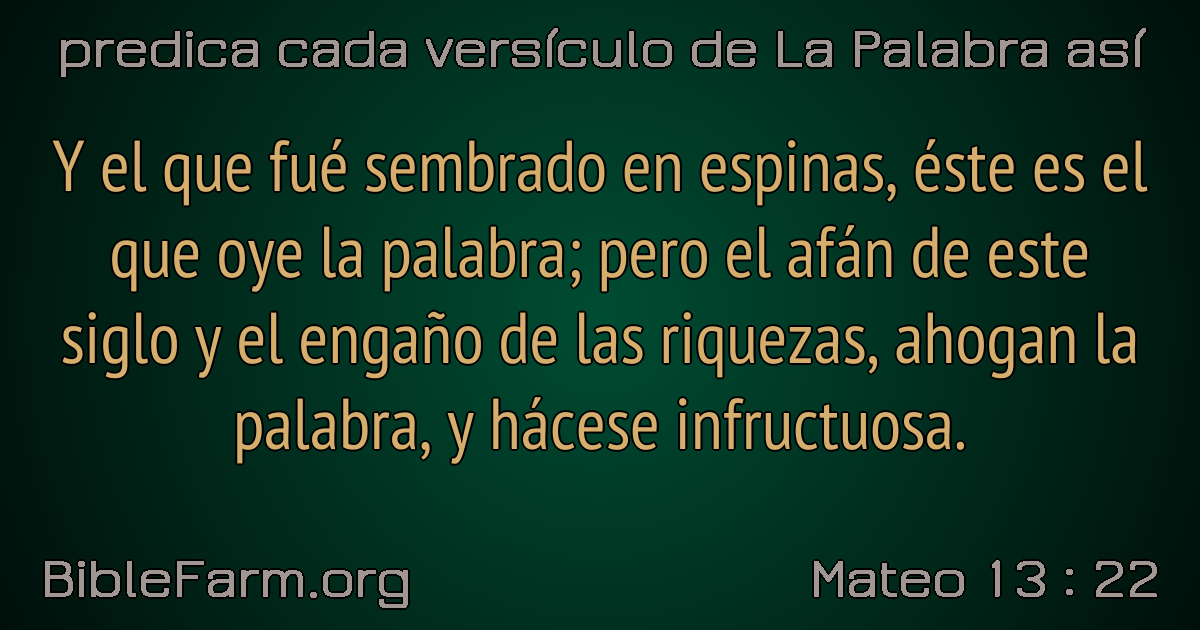 predica cada versículo de La Palabra así
Y el que fué sembrado en espinas, éste es el
que oye la palabra; pero el afán de este
siglo y el engaño de las riquezas, ahogan la
palabra, y hácese infructuosa.
BibleFarm.org
Mateo 13 : 22